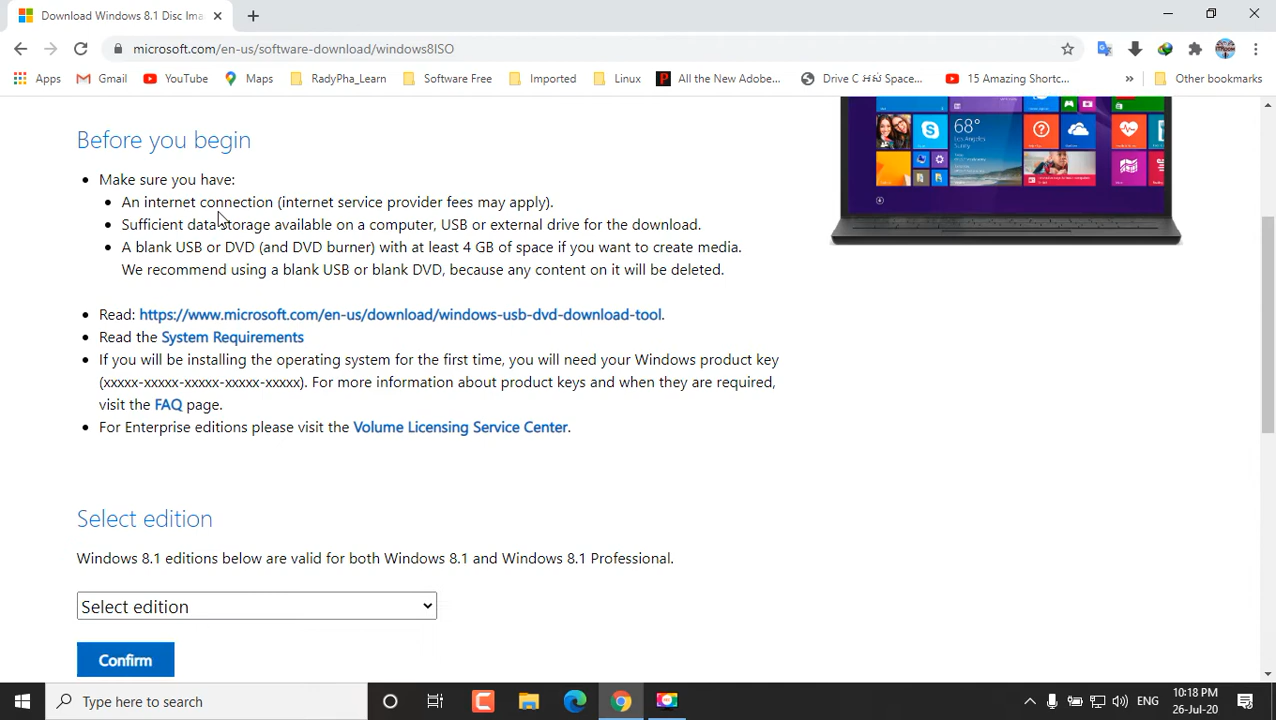 Download Windows 8.1 Disc Ima
microsoft.com/en-us/software-download/windows8ISO
Apps Gmail YouTube Maps RadyPha_Learn Software Free Imported Linux All the New Adobe... Drive C អស់ Space... 15 Amazing Shortc... » Other bookmarks
Before you begin
68°
Los Angeles
Sunny
• Make sure you have:
• An internet connection (internet service provider fees may apply).
• Sufficient data storage available on a computer, USB or external drive for the download.
• A blank USB or DVD (and DVD burner) with at least 4 GB of space if you want to create media.
We recommend using a blank USB or blank DVD, because any content on it will be deleted.
• Read: https://www.microsoft.com/en-us/download/windows-usb-dvd-download-tool.
• Read the System Requirements
• If you will be installing the operating system for the first time, you will need your Windows product key
(xxxxx-xxxxx-xxxxx-xxxxx-xxxxx). For more information about product keys and when they are required,
visit the FAQ page.
• For Enterprise editions please visit the Volume Licensing Service Center.
Select edition
Windows 8.1 editions below are valid for both Windows 8.1 and Windows 8.1 Professional.
Select edition
Confirm
Type here to search
ENG
10:18 PM
26-Jul-20